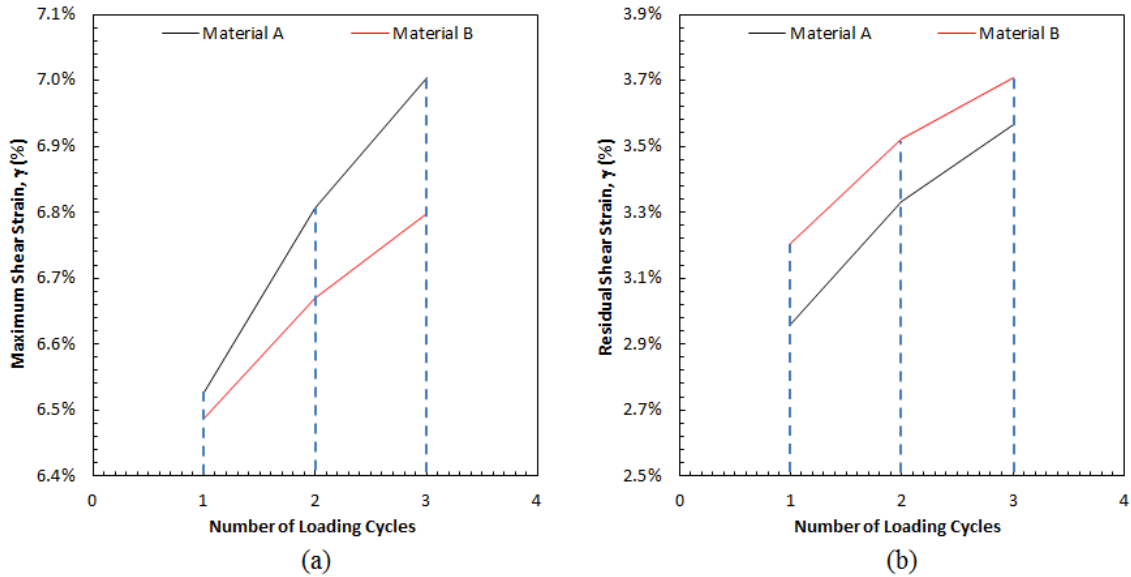 7.1%
7.0%
6.9%
6.8%
6.7%
6.6%
6.5%
6.4%
Maximum Shear Strain, γ (%)
Material A
Material B
0 1 2 3 4
Number of Loading Cycles
(a)
3.9%
3.7%
3.5%
3.3%
3.1%
2.9%
2.7%
2.5%
Residual Shear Strain, γ (%)
Material A
Material B
0 1 2 3 4
Number of Loading Cycles
(b)